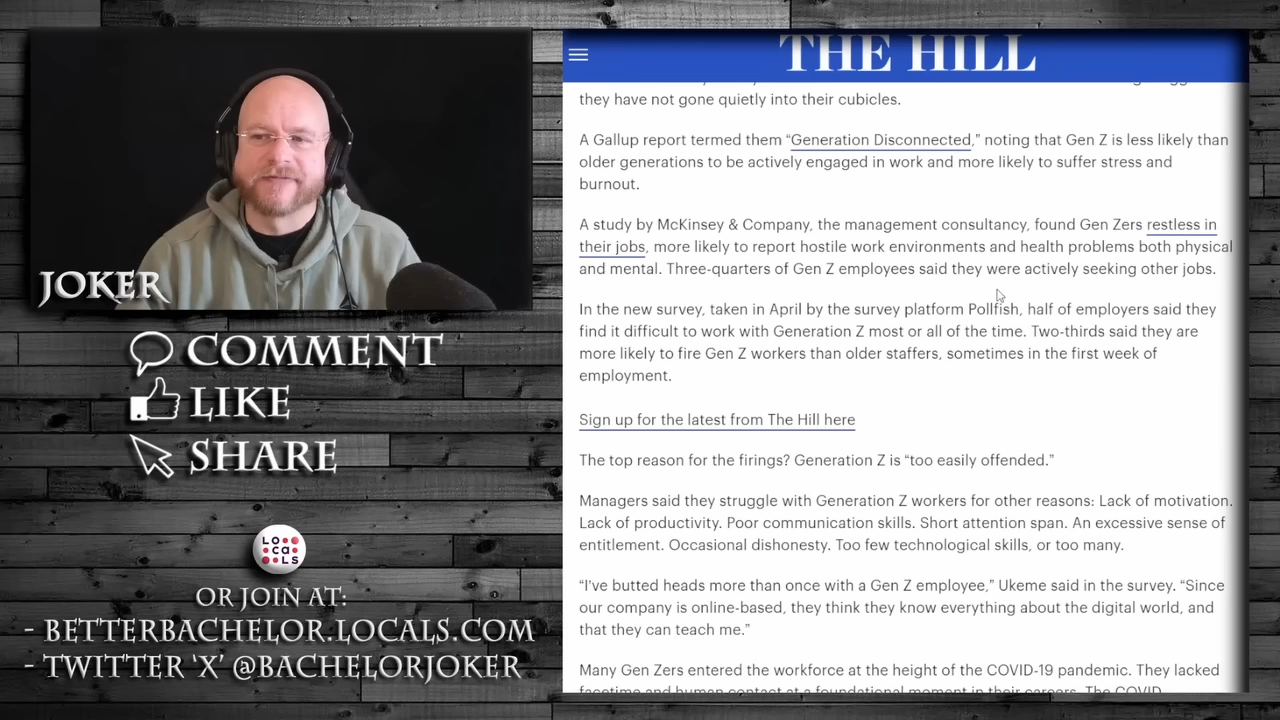 JOKER
COMMENT
LIKE
SHARE
LOCALS
OR JOIN AT:
- BETTERBACHELOR.LOCALS.COM
- TWITTER 'X' @BACHELORJOKER
THE HILL
they have not gone quietly into their cubicles.
A Gallup report termed them “Generation Disconnected,” noting that Gen Z is less likely than
older generations to be actively engaged in work and more likely to suffer stress and
burnout.
A study by McKinsey & Company, the management consultancy, found Gen Zers restless in
their jobs, more likely to report hostile work environments and health problems both physical
and mental. Three-quarters of Gen Z employees said they were actively seeking other jobs.
In the new survey, taken in April by the survey platform Pollfish, half of employers said they
find it difficult to work with Generation Z most or all of the time. Two-thirds said they are
more likely to fire Gen Z workers than older staffers, sometimes in the first week of
employment.
Sign up for the latest from The Hill here
The top reason for the firings? Generation Z is “too easily offended.”
Managers said they struggle with Generation Z workers for other reasons: Lack of motivation.
Lack of productivity. Poor communication skills. Short attention span. An excessive sense of
entitlement. Occasional dishonesty. Too few technological skills, or too many.
“I've butted heads more than once with a Gen Z employee,” Ukeme said in the survey. “Since
our company is online-based, they think they know everything about the digital world, and
that they can teach me.”
Many Gen Zers entered the workforce at the height of the COVID-19 pandemic. They lacked
facetime and human contact at a foundational moment in their careers. The COVID